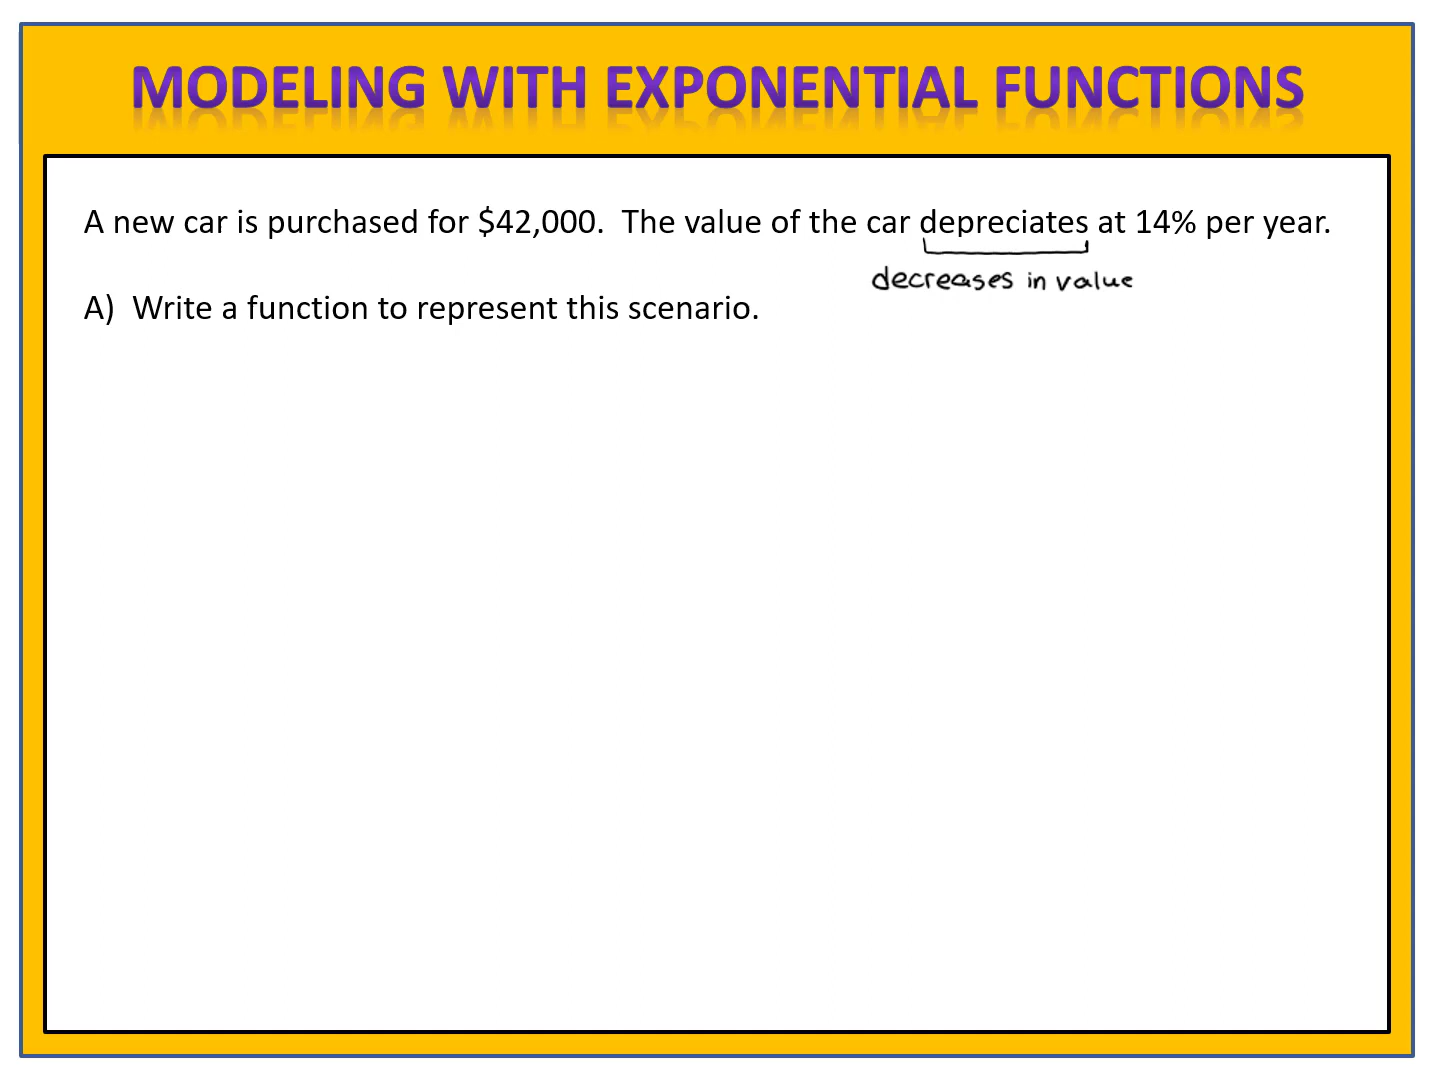 MODELING WITH EXPONENTIAL FUNCTIONS
A new car is purchased for $42,000.  The value of the car depreciates at 14% per year.
decreases in value
A)  Write a function to represent this scenario.